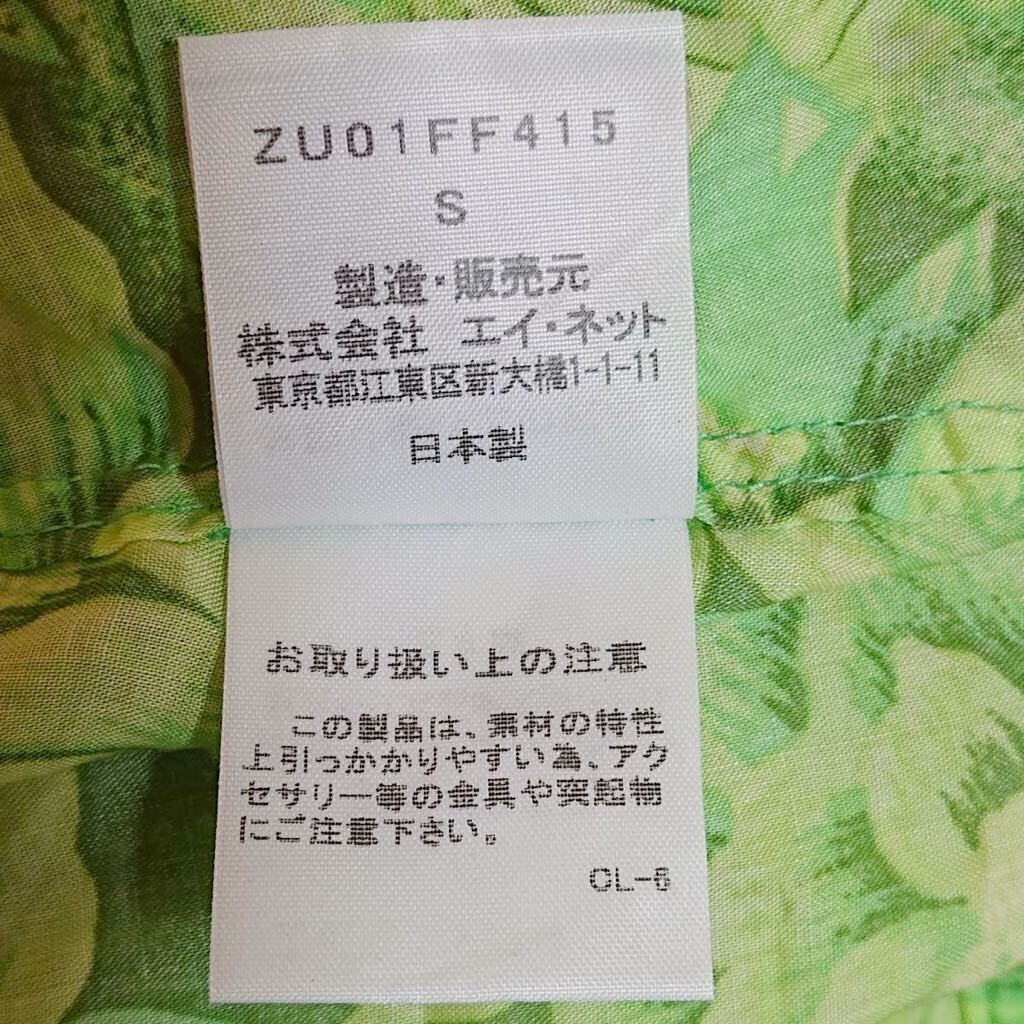 ZU01FF415
S
製造・販売元
株式会社 エイ・ネット
東京都江東区新大橋1-1-11
日本製
お取り扱い上の注意
この製品は、素材の特性
上引っかかりやすい為、アク
セサリー等の金具や突起物
にご注意下さい。
CL-6